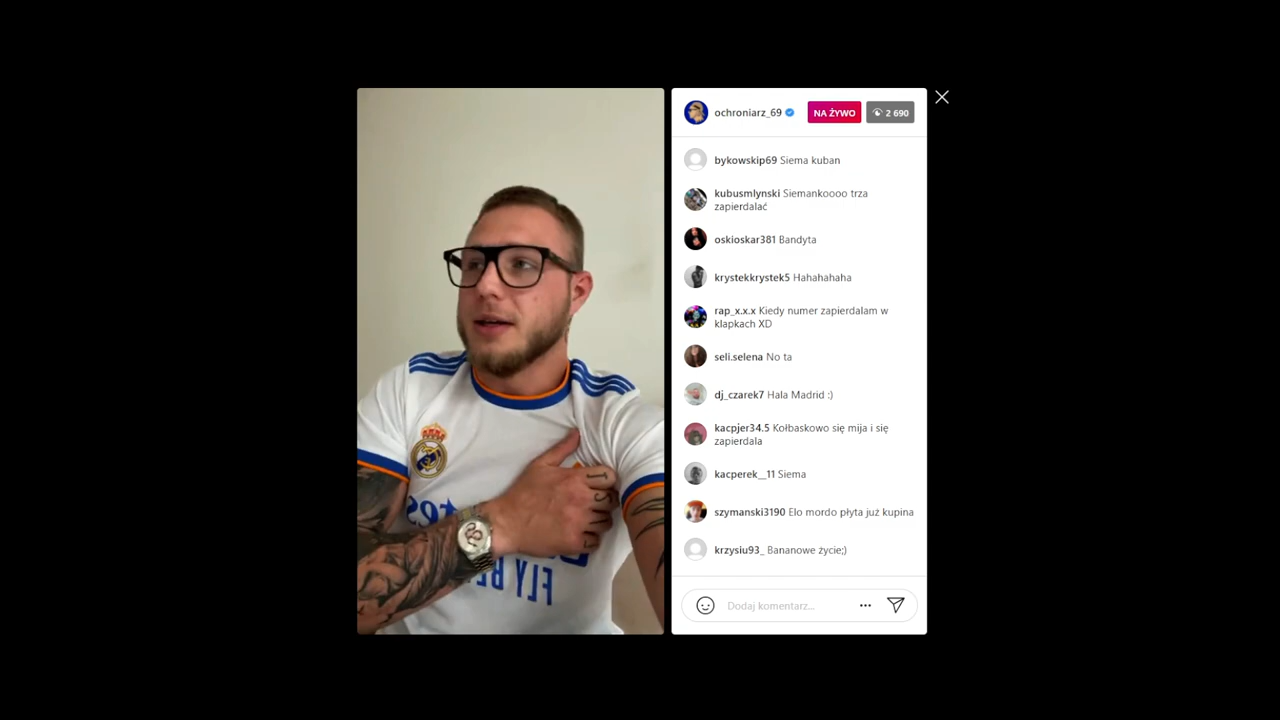 ochroniarz_69
NA ŻYWO
2 690
bykowskip69 Siema kuban
kubusmlynski Siemankoooo trza
zapierdalać
oskioskar381 Bandyta
krystekkrystek5 Hahahahaha
rap_x.x.x Kiedy numer zapierdalam w
klapkach XD
seli.selena No ta
dj_czarek7 Hala Madrid :)
kacpjer34.5 Kołbaskowo się mija i się
zapierdala
kacperek__11 Siema
szymanski3190 Elo mordo płyta już kupina
krzysiu93_ Bananowe życie;)
Dodaj komentarz...
FLY